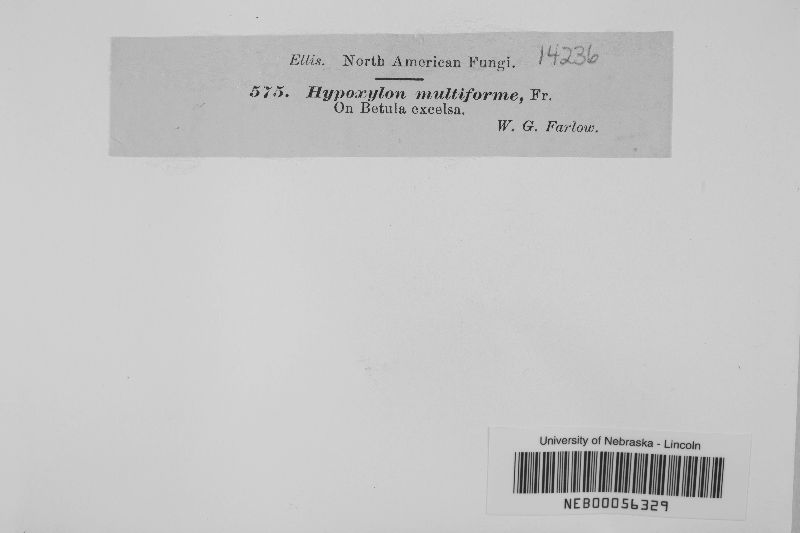 Ellis. North American Fungi. 14236
575. Hypoxylon multiforme, Fr.
On Betula excelsa.
W. G. Farlow.
University of Nebraska - Lincoln
NEB00056329